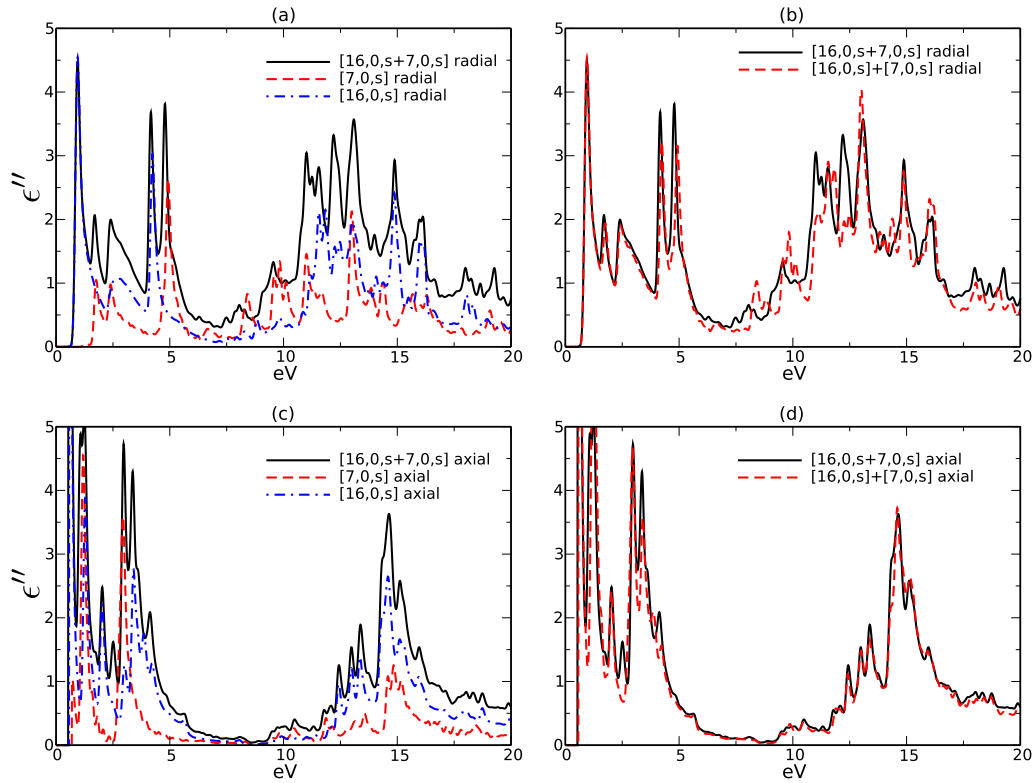 (a)
(b)
5
4
3
2
1
0
ϵ″
[16,0,s+7,0,s] radial
[7,0,s] radial
[16,0,s] radial
0 5 10 15 20
eV
5
4
3
2
1
0
[16,0,s+7,0,s] radial
[16,0,s]+[7,0,s] radial
0 5 10 15 20
eV
(c)
(d)
5
4
3
2
1
0
ϵ″
[16,0,s+7,0,s] axial
[7,0,s] axial
[16,0,s] axial
0 5 10 15 20
eV
5
4
3
2
1
0
[16,0,s+7,0,s] axial
[16,0,s]+[7,0,s] axial
0 5 10 15 20
eV